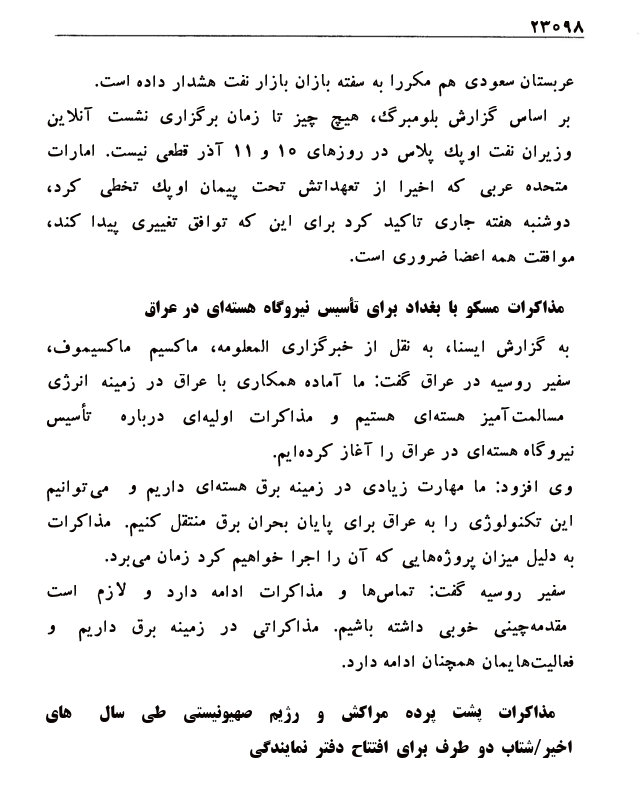 ۲۳۰۹۸
عربستان سعودی هم مکررا به سفته بازان بازار نفت هشدار داده است.
بر اساس گزارش بلومبرگ، هیچ چیز تا زمان برگزاری نشست آنلاین
وزیران نفت اوپک پلاس در روزهای ۱۰ و ۱۱ آذر قطعی نیست. امارات
متحده عربی که اخیرا از تعهداتش تحت پیمان اوپک تخطی کرد،
دوشنبه هفته جاری تاکید کرد برای این که توافق تغییری پیدا کند،
موافقت همه اعضا ضروری است.
مذاکرات مسکو با بغداد برای تأسیس نیروگاه هسته‌ای در عراق
به گزارش ایسنا، به نقل از خبرگزاری المعلومه، ماکسیم ماکسیموف،
سفیر روسیه در عراق گفت: ما آماده همکاری با عراق در زمینه انرژی
مسالمت‌آمیز هسته‌ای هستیم و مذاکرات اولیه‌ای درباره تأسیس
نیروگاه هسته‌ای در عراق را آغاز کرده‌ایم.
وی افزود: ما مهارت زیادی در زمینه برق هسته‌ای داریم و می‌توانیم
این تکنولوژی را به عراق برای پایان بحران برق منتقل کنیم. مذاکرات
به دلیل میزان پروژه‌هایی که آن را اجرا خواهیم کرد زمان می‌برد.
سفیر روسیه گفت: تماس‌ها و مذاکرات ادامه دارد و لازم است
مقدمه‌چینی خوبی داشته باشیم. مذاکراتی در زمینه برق داریم و
فعالیت‌هایمان همچنان ادامه دارد.
مذاکرات پشت پرده مراکش و رژیم صهیونیستی طی سال های
اخیر/شتاب دو طرف برای افتتاح دفتر نمایندگی